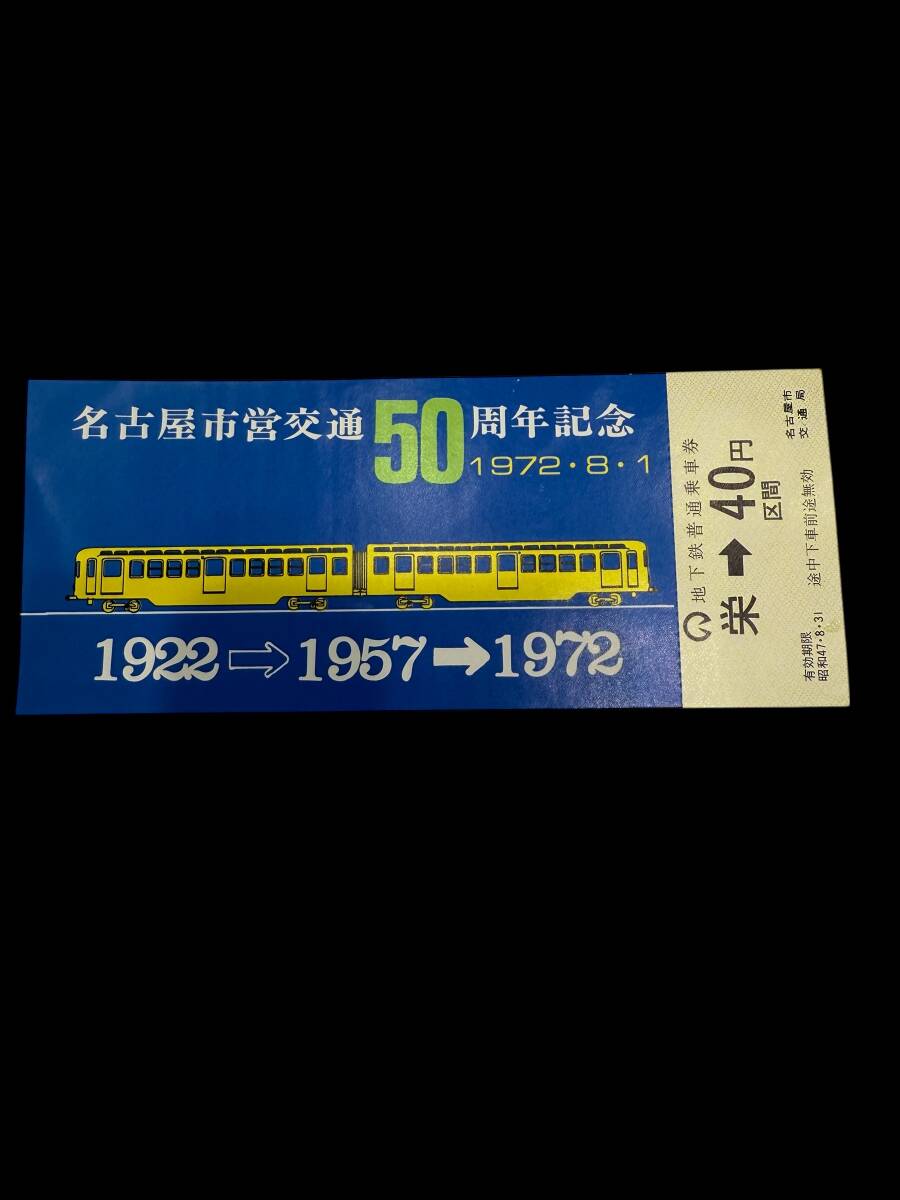 名古屋市営交通50周年記念
1972・8・1
1922 ⇨ 1957 ➡ 1972
地下鉄普通乗車券
栄 ➡ 40円
区間
途中下車前途無効
有効期限
昭和47・8・31
名古屋市
交通局